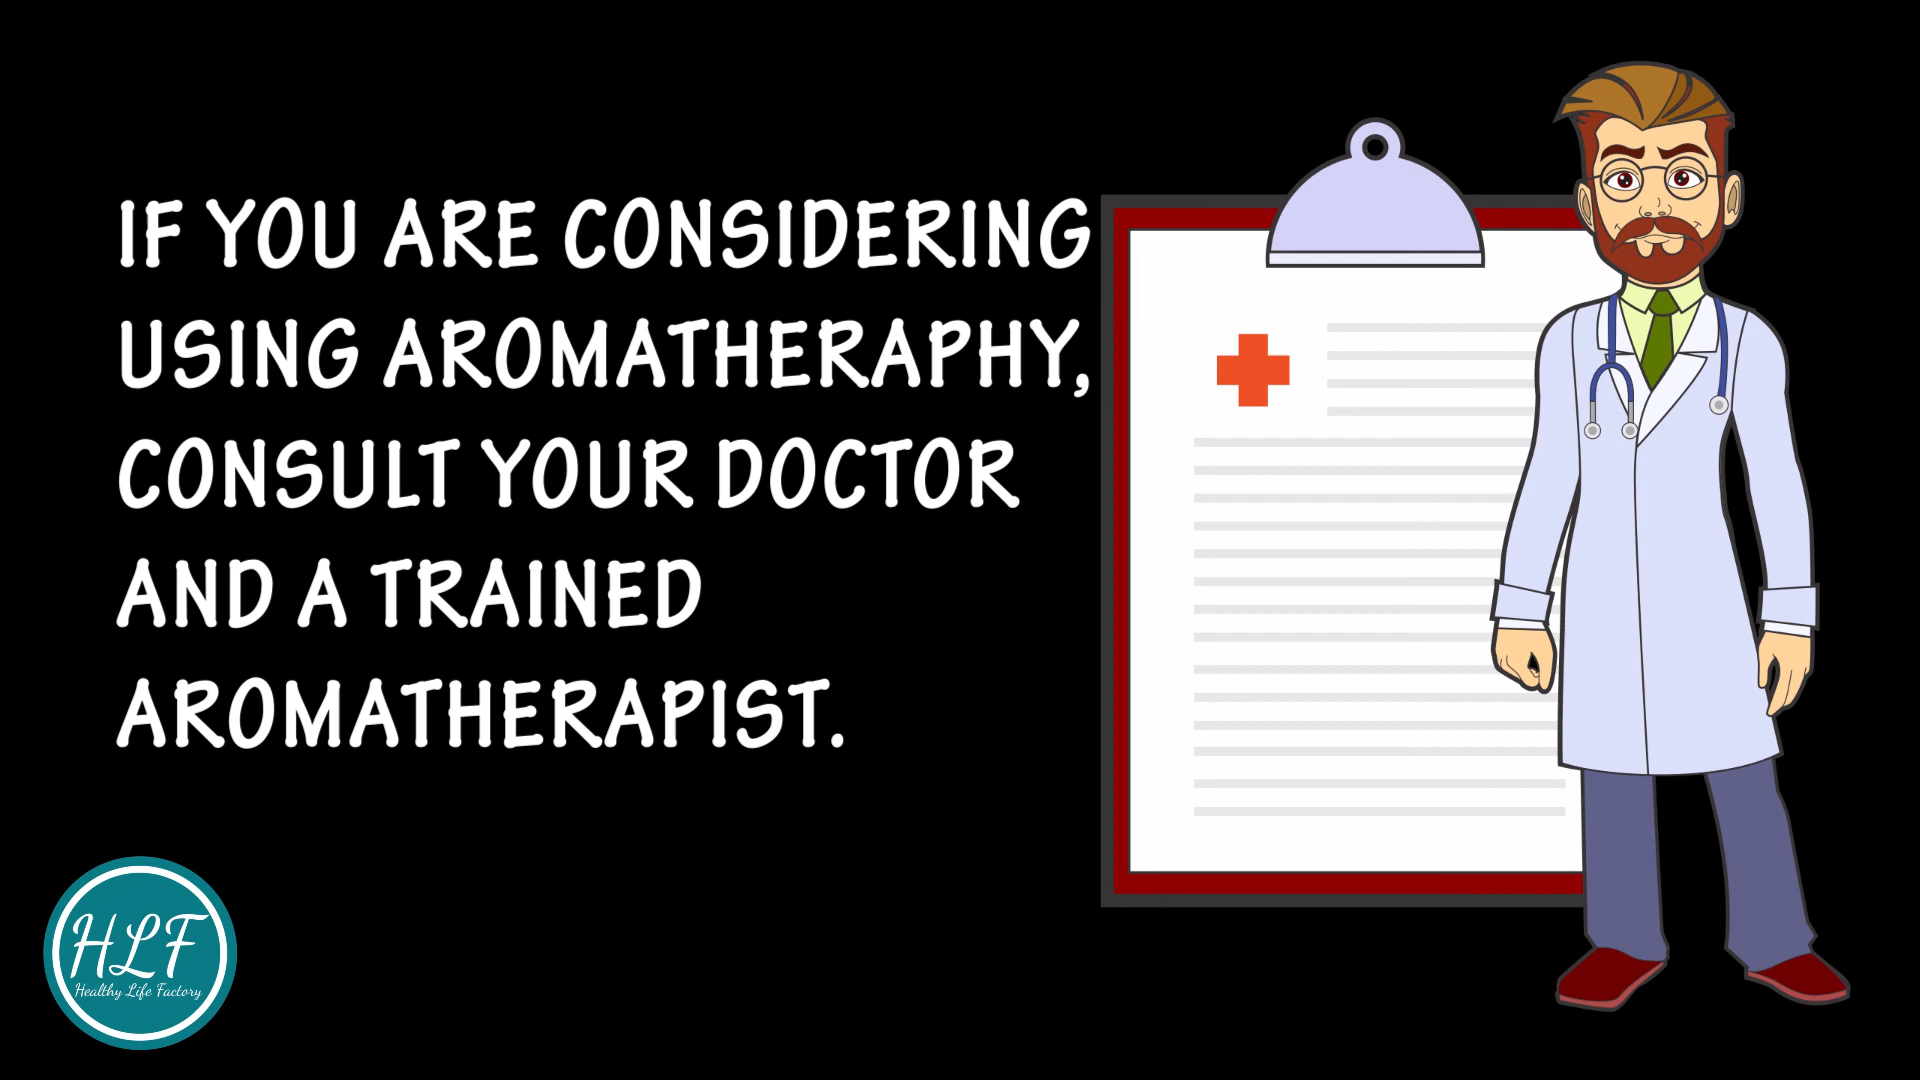 IF YOU ARE CONSIDERING
USING AROMATHERAPHY,
CONSULT YOUR DOCTOR
AND A TRAINED
AROMATHERAPIST.
HLF
Healthy Life Factory